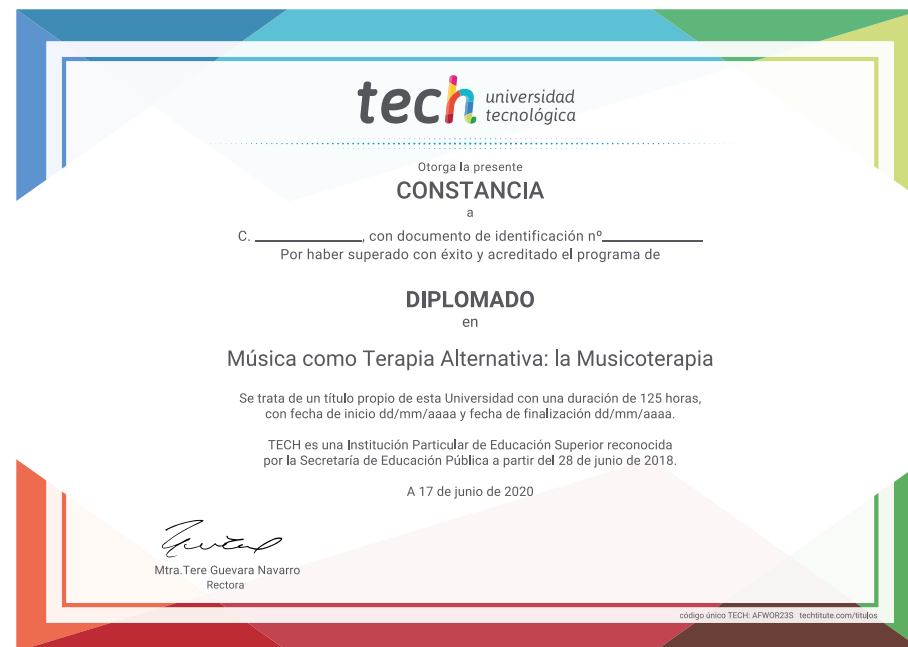 tech universidad
tecnológica
Otorga la presente
CONSTANCIA
a
C. ______________, con documento de identificación nº______________
Por haber superado con éxito y acreditado el programa de
DIPLOMADO
en
Música como Terapia Alternativa: la Musicoterapia
Se trata de un título propio de esta Universidad con una duración de 125 horas,
con fecha de inicio dd/mm/aaaa y fecha de finalización dd/mm/aaaa.
TECH es una Institución Particular de Educación Superior reconocida
por la Secretaría de Educación Pública a partir del 28 de junio de 2018.
A 17 de junio de 2020
Mtra.Tere Guevara Navarro
Rectora
código único TECH: AFWOR23S techtitute.com/titulos